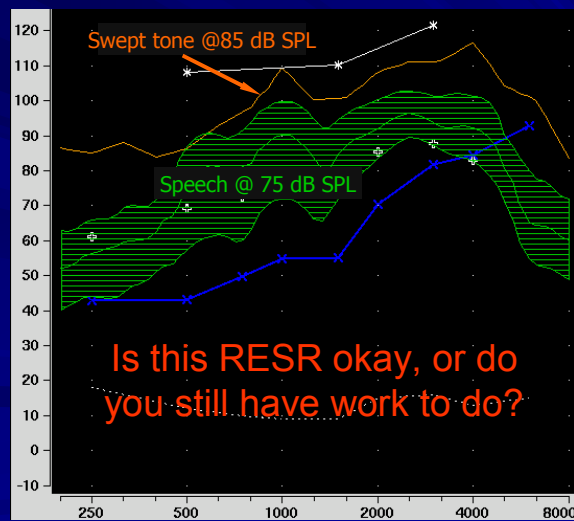 120
Swept tone @85 dB SPL
110
100
90
80
Speech @ 75 dB SPL
70
60
50
40
30
Is this RESR okay, or do
you still have work to do?
20
10
0
-10
250 500 1000 2000 4000 8000